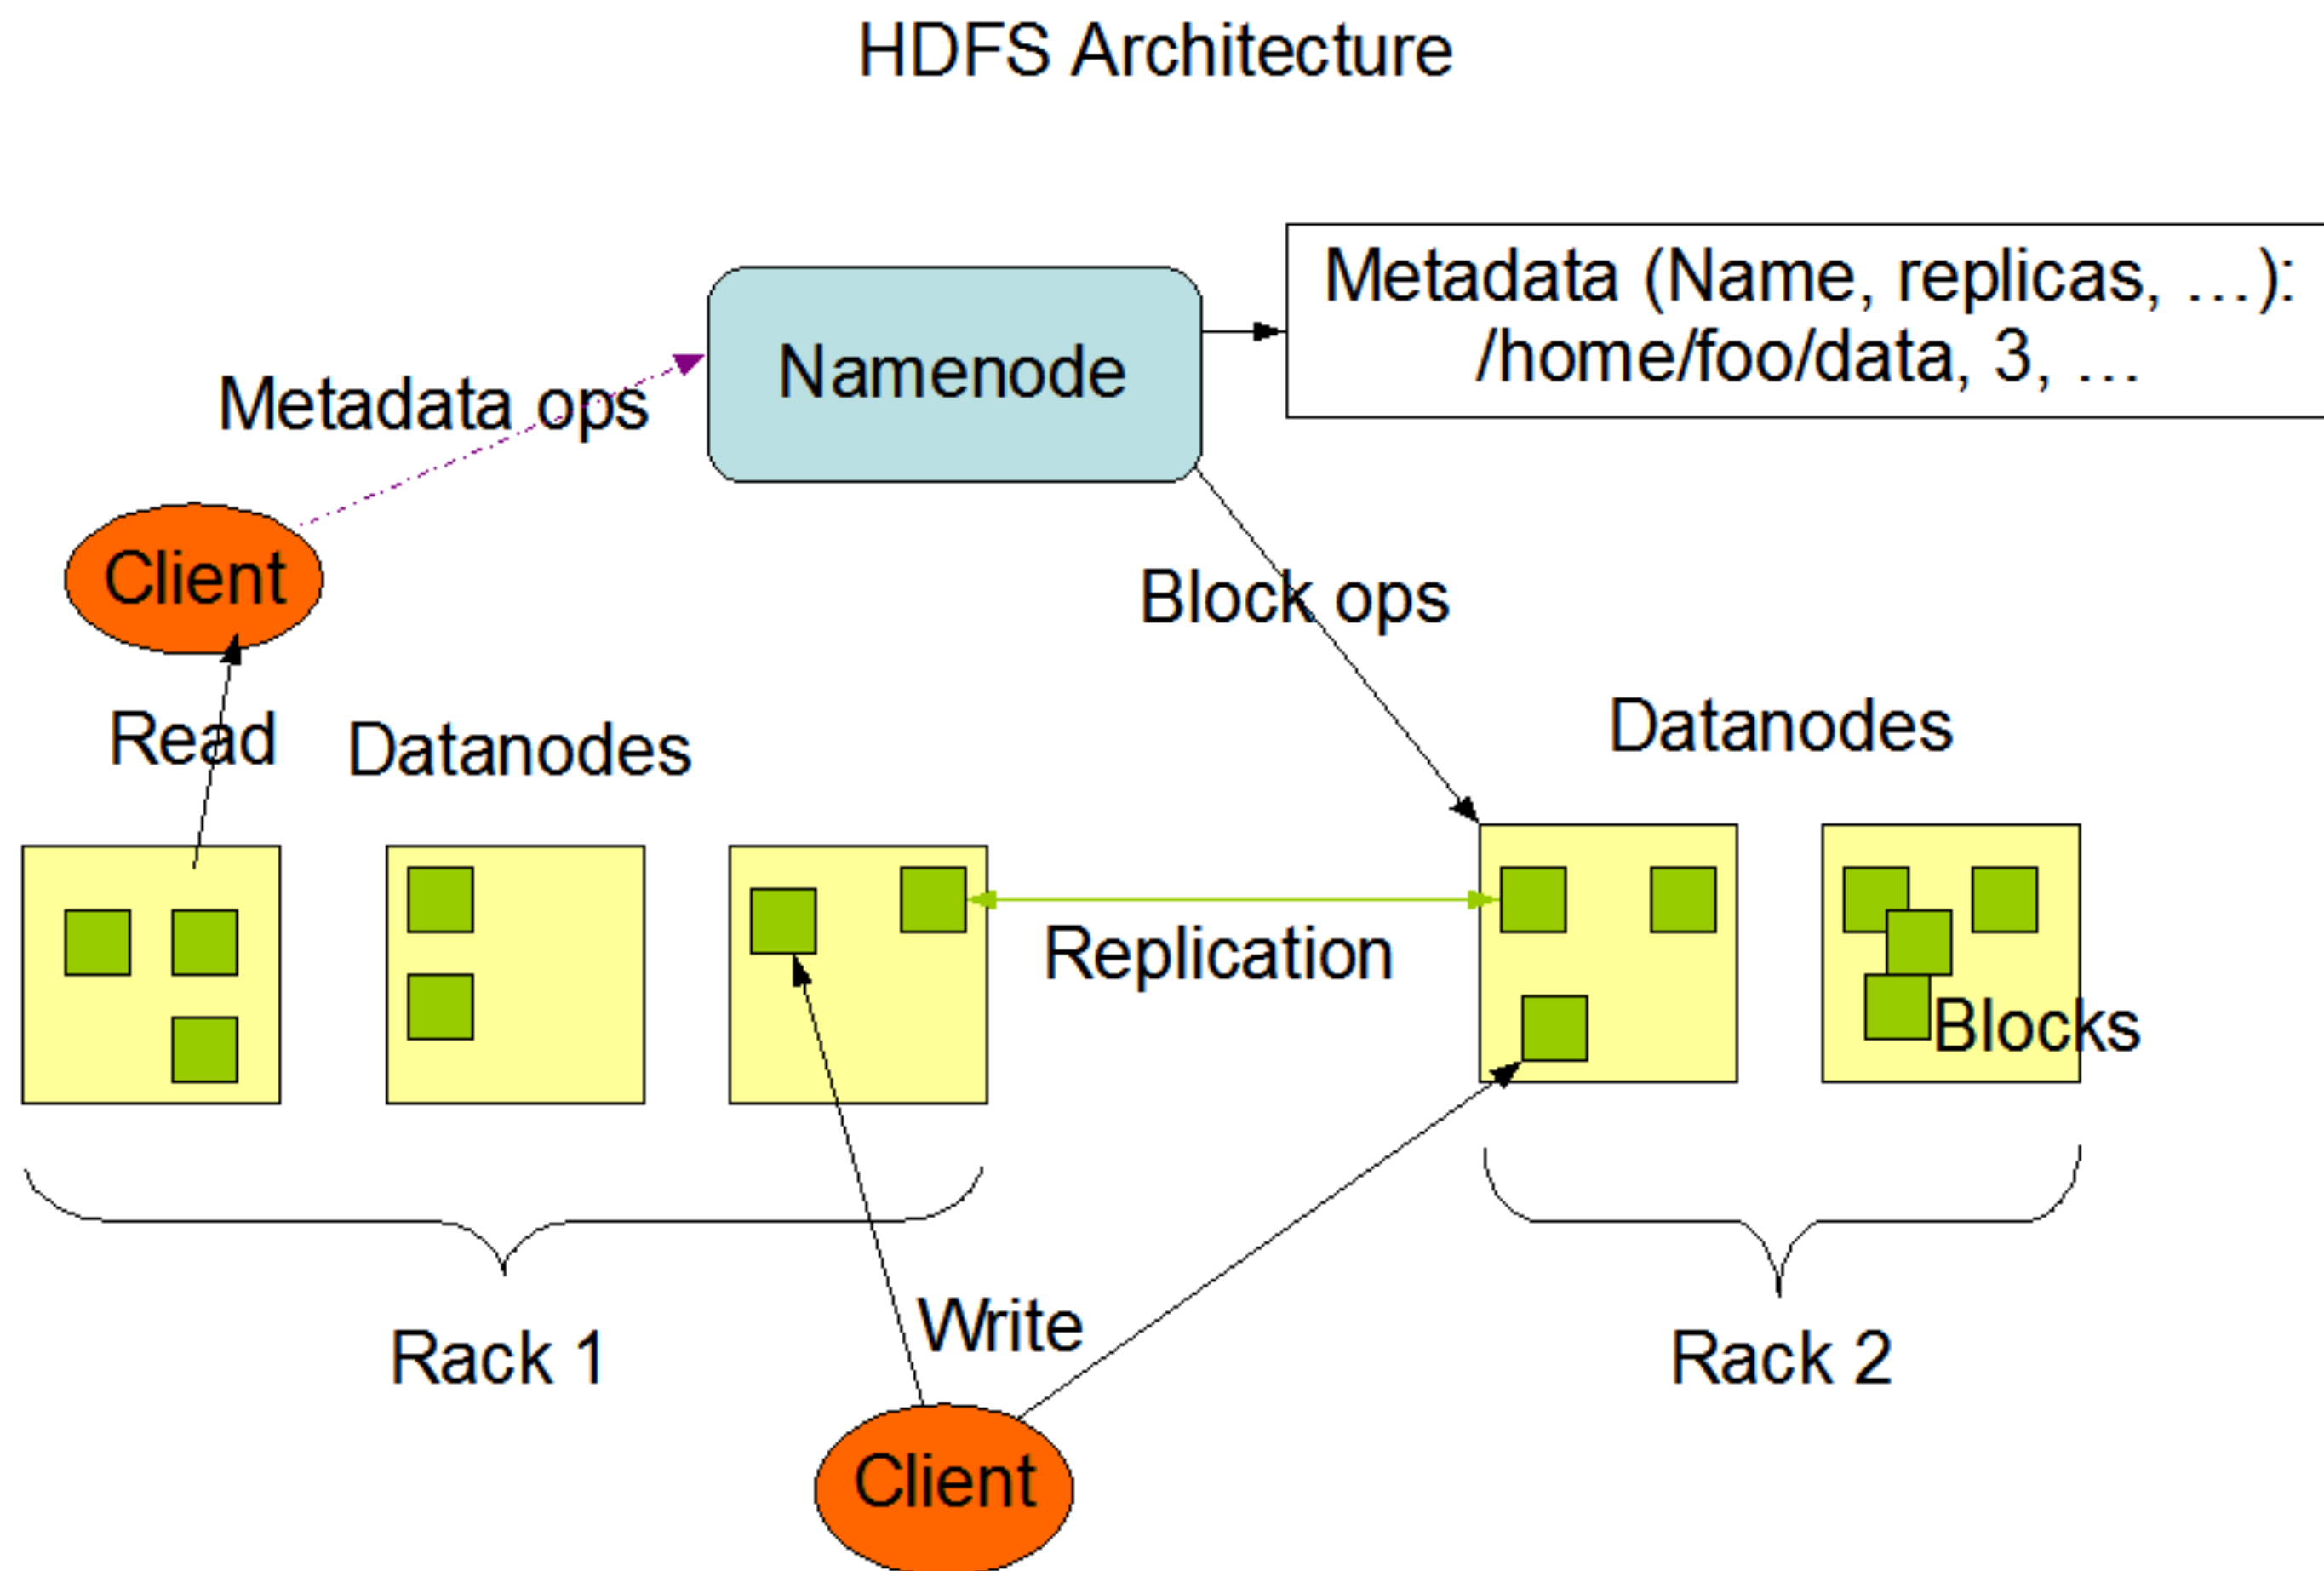 HDFS Architecture
Metadata (Name, replicas, …):
/home/foo/data, 3, …
Namenode
Metadata ops
Client
Block ops
Read
Datanodes
Datanodes
Replication
Blocks
Write
Rack 1
Rack 2
Client